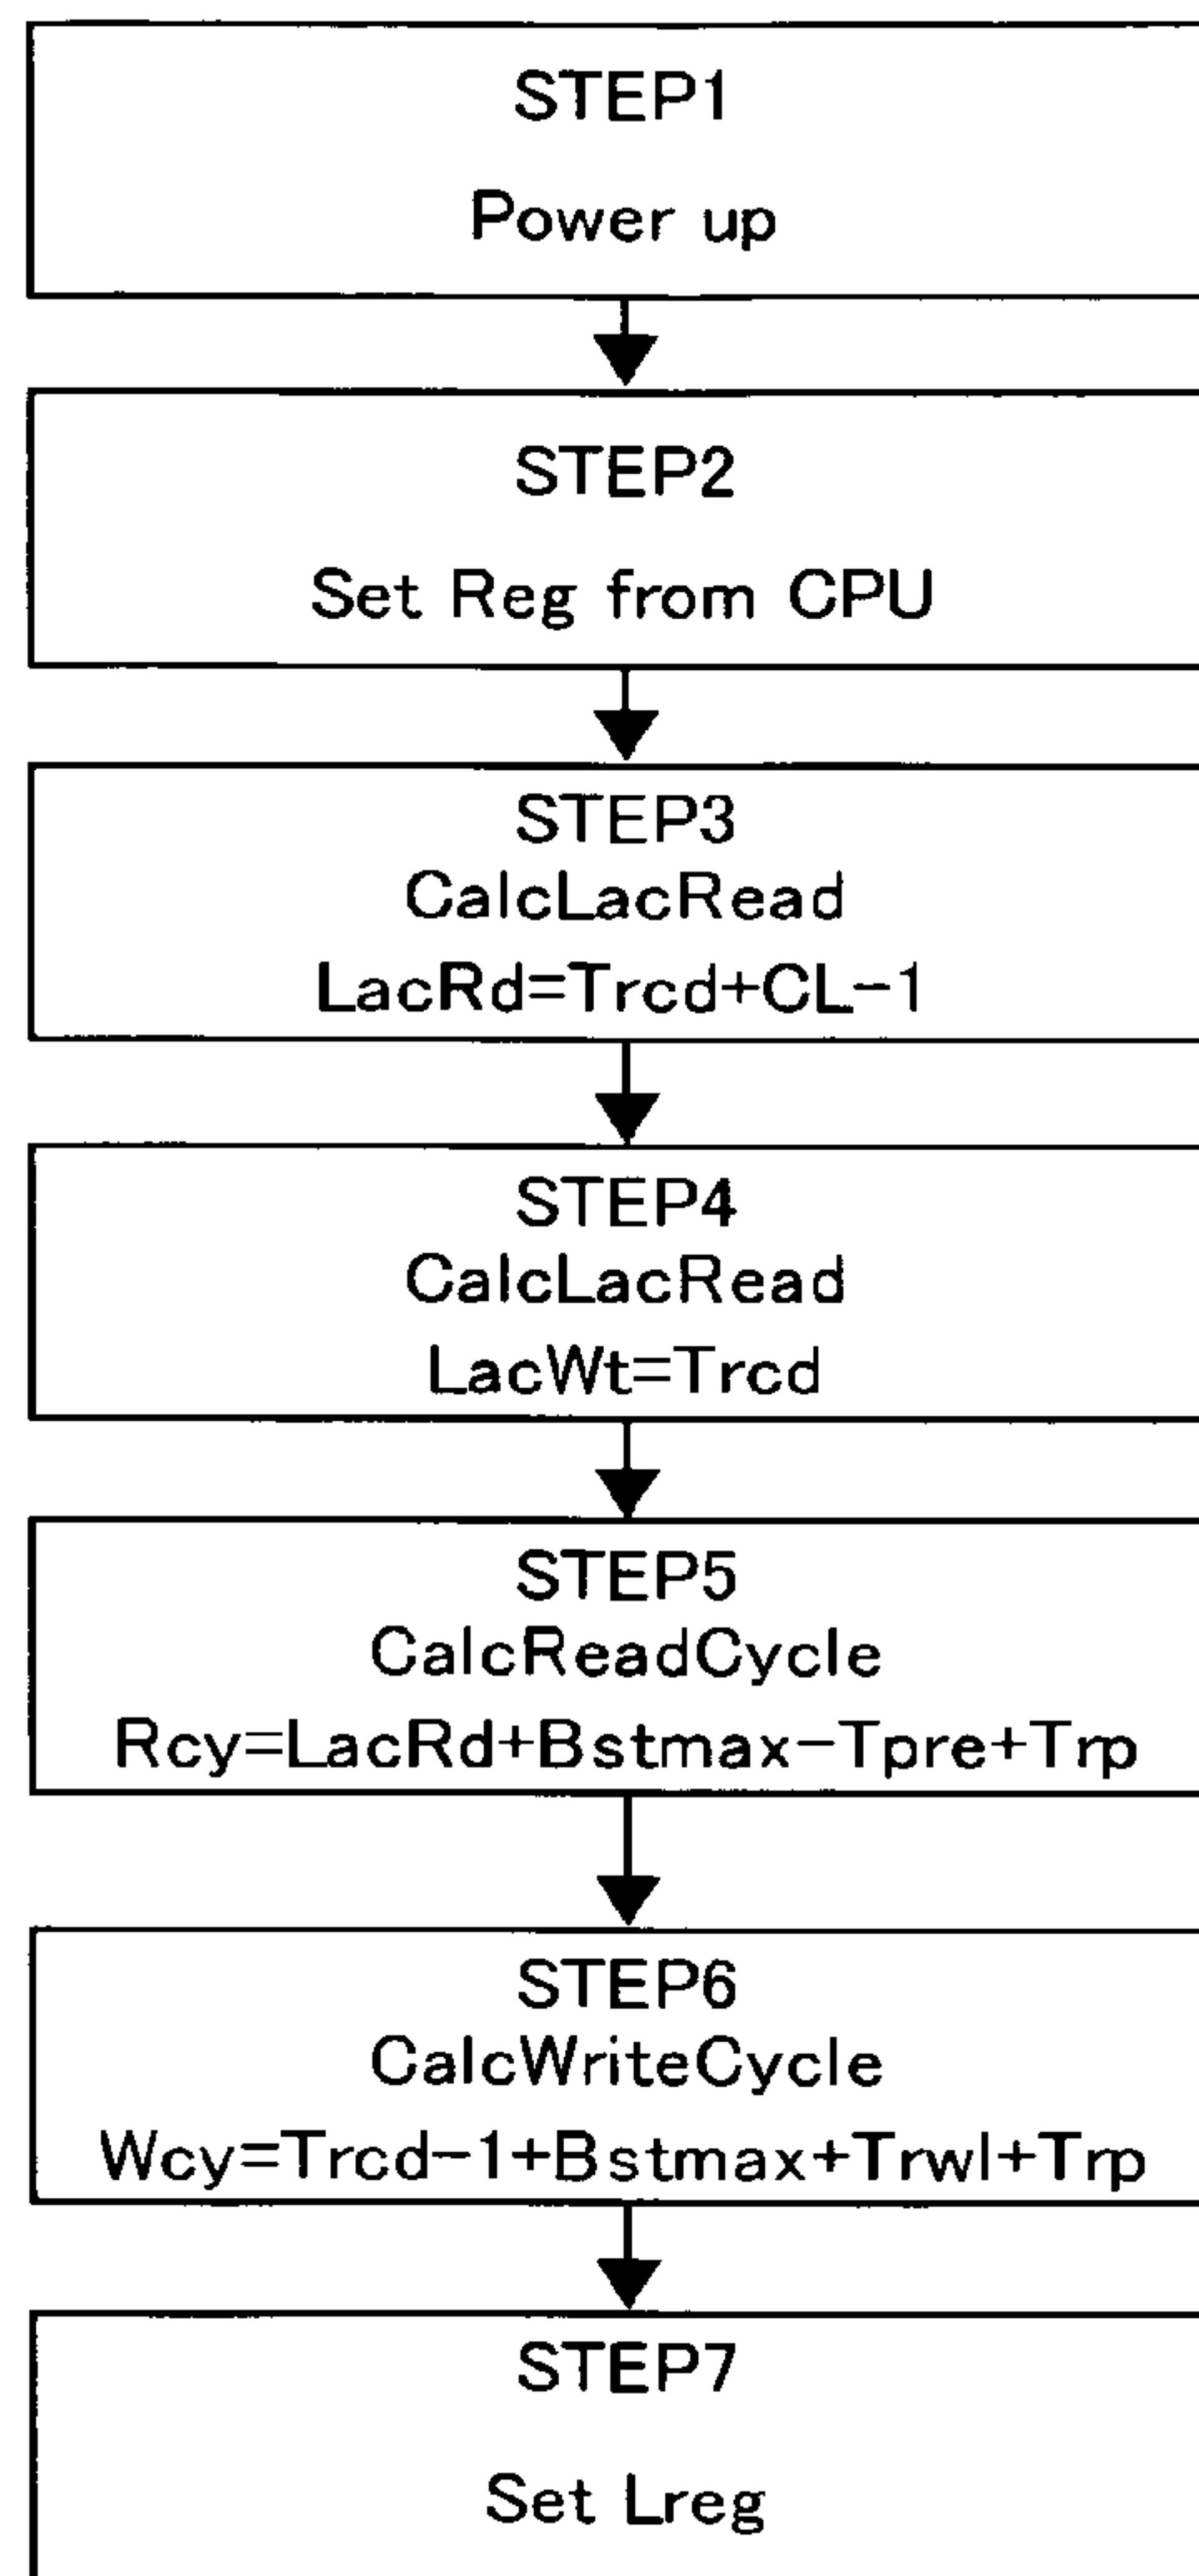 STEP1
Power up
STEP2
Set Reg from CPU
STEP3
CalcLacRead
LacRd=Trcd+CL-1
STEP4
CalcLacRead
LacWt=Trcd
STEP5
CalcReadCycle
Rcy=LacRd+Bstmax-Tpre+Trp
STEP6
CalcWriteCycle
Wcy=Trcd-1+Bstmax+Trwl+Trp
STEP7
Set Lreg